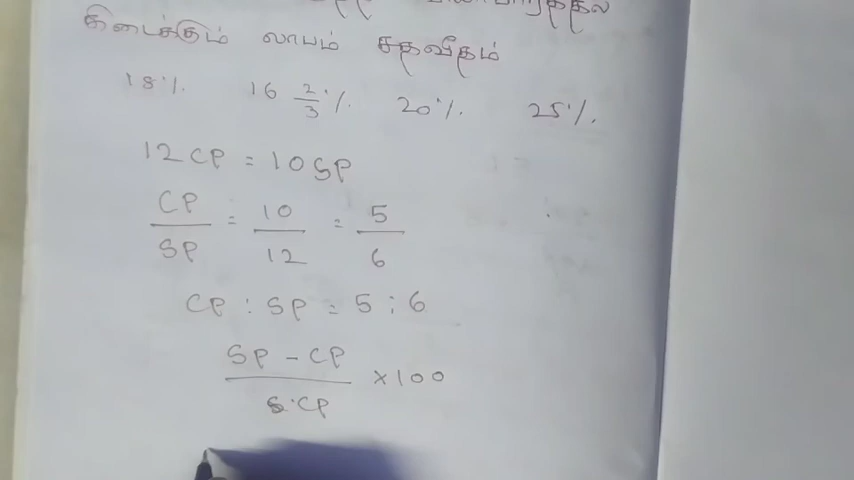 கிடைக்கும் லாபம் சதவீதம்
18% 16 2/3 % 20% 25%
12 CP = 10 SP
CP/SP = 10/12 = 5/6
CP : SP = 5 : 6
SP - CP / CP × 100